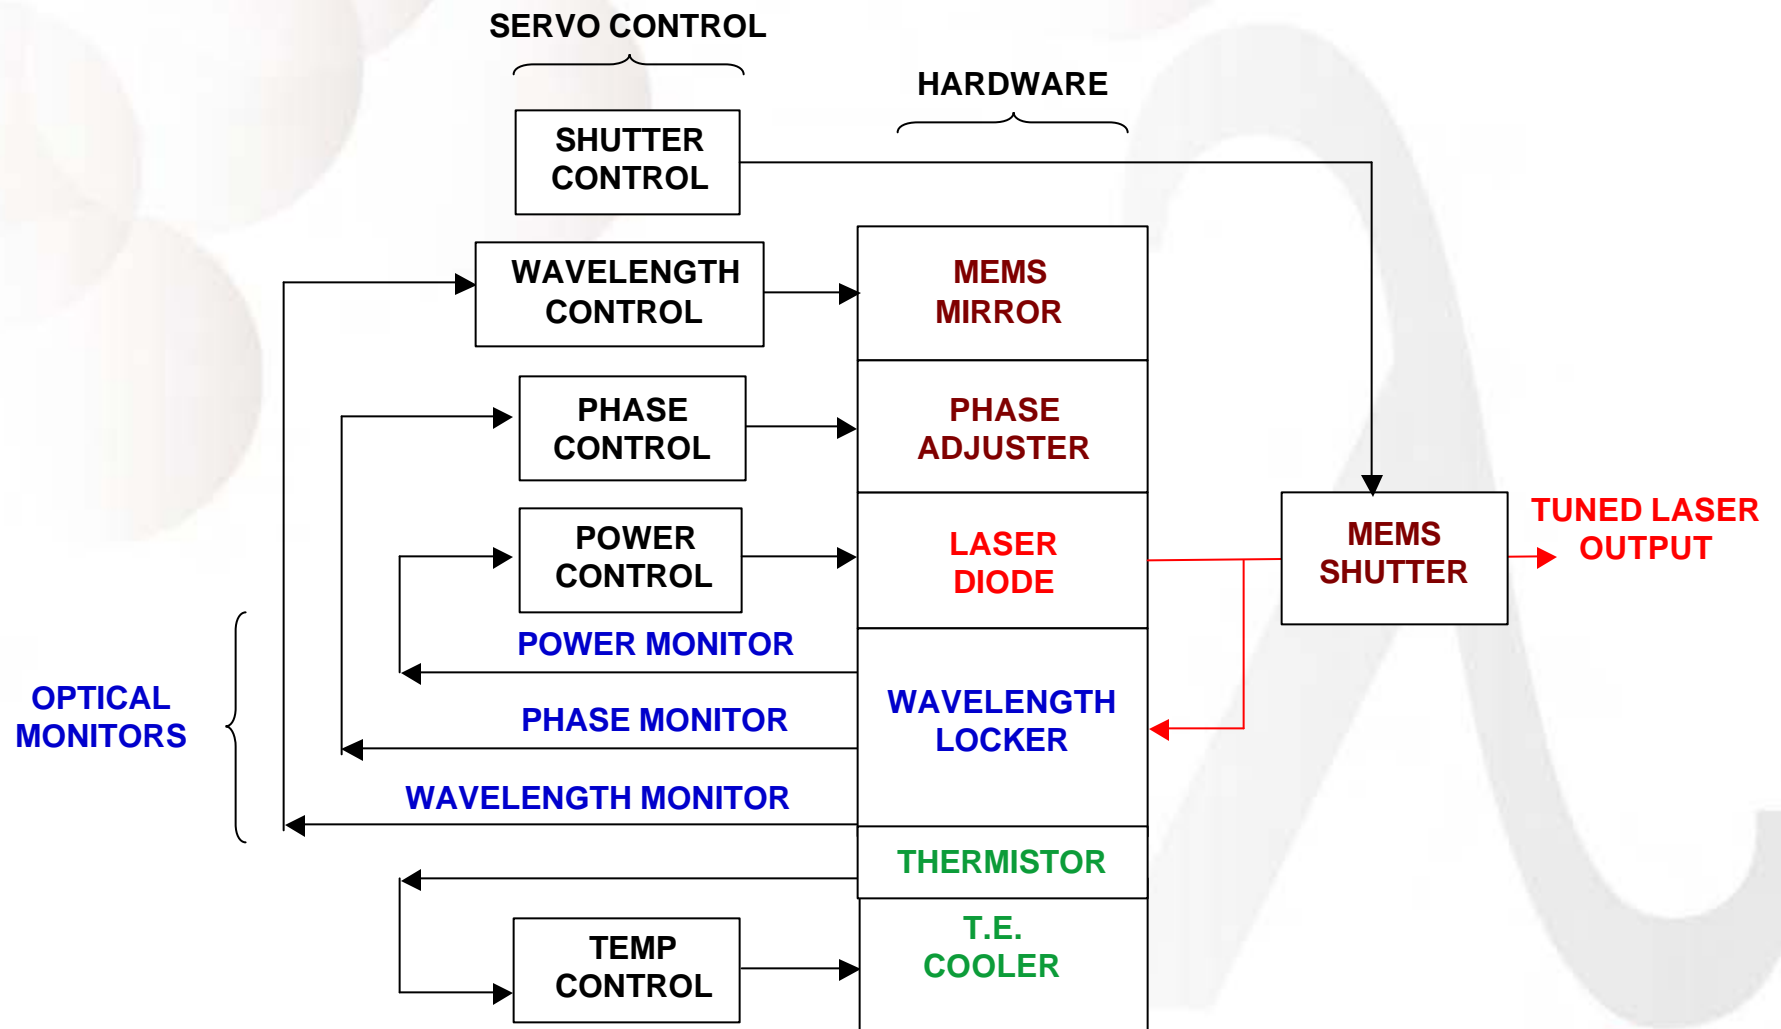 SERVO CONTROL
HARDWARE
SHUTTER
CONTROL
WAVELENGTH
CONTROL
MEMS
MIRROR
PHASE
CONTROL
PHASE
ADJUSTER
POWER
CONTROL
LASER
DIODE
MEMS
SHUTTER
TUNED LASER
OUTPUT
POWER MONITOR
OPTICAL
MONITORS
PHASE MONITOR
WAVELENGTH
LOCKER
WAVELENGTH MONITOR
THERMISTOR
TEMP
CONTROL
T.E.
COOLER